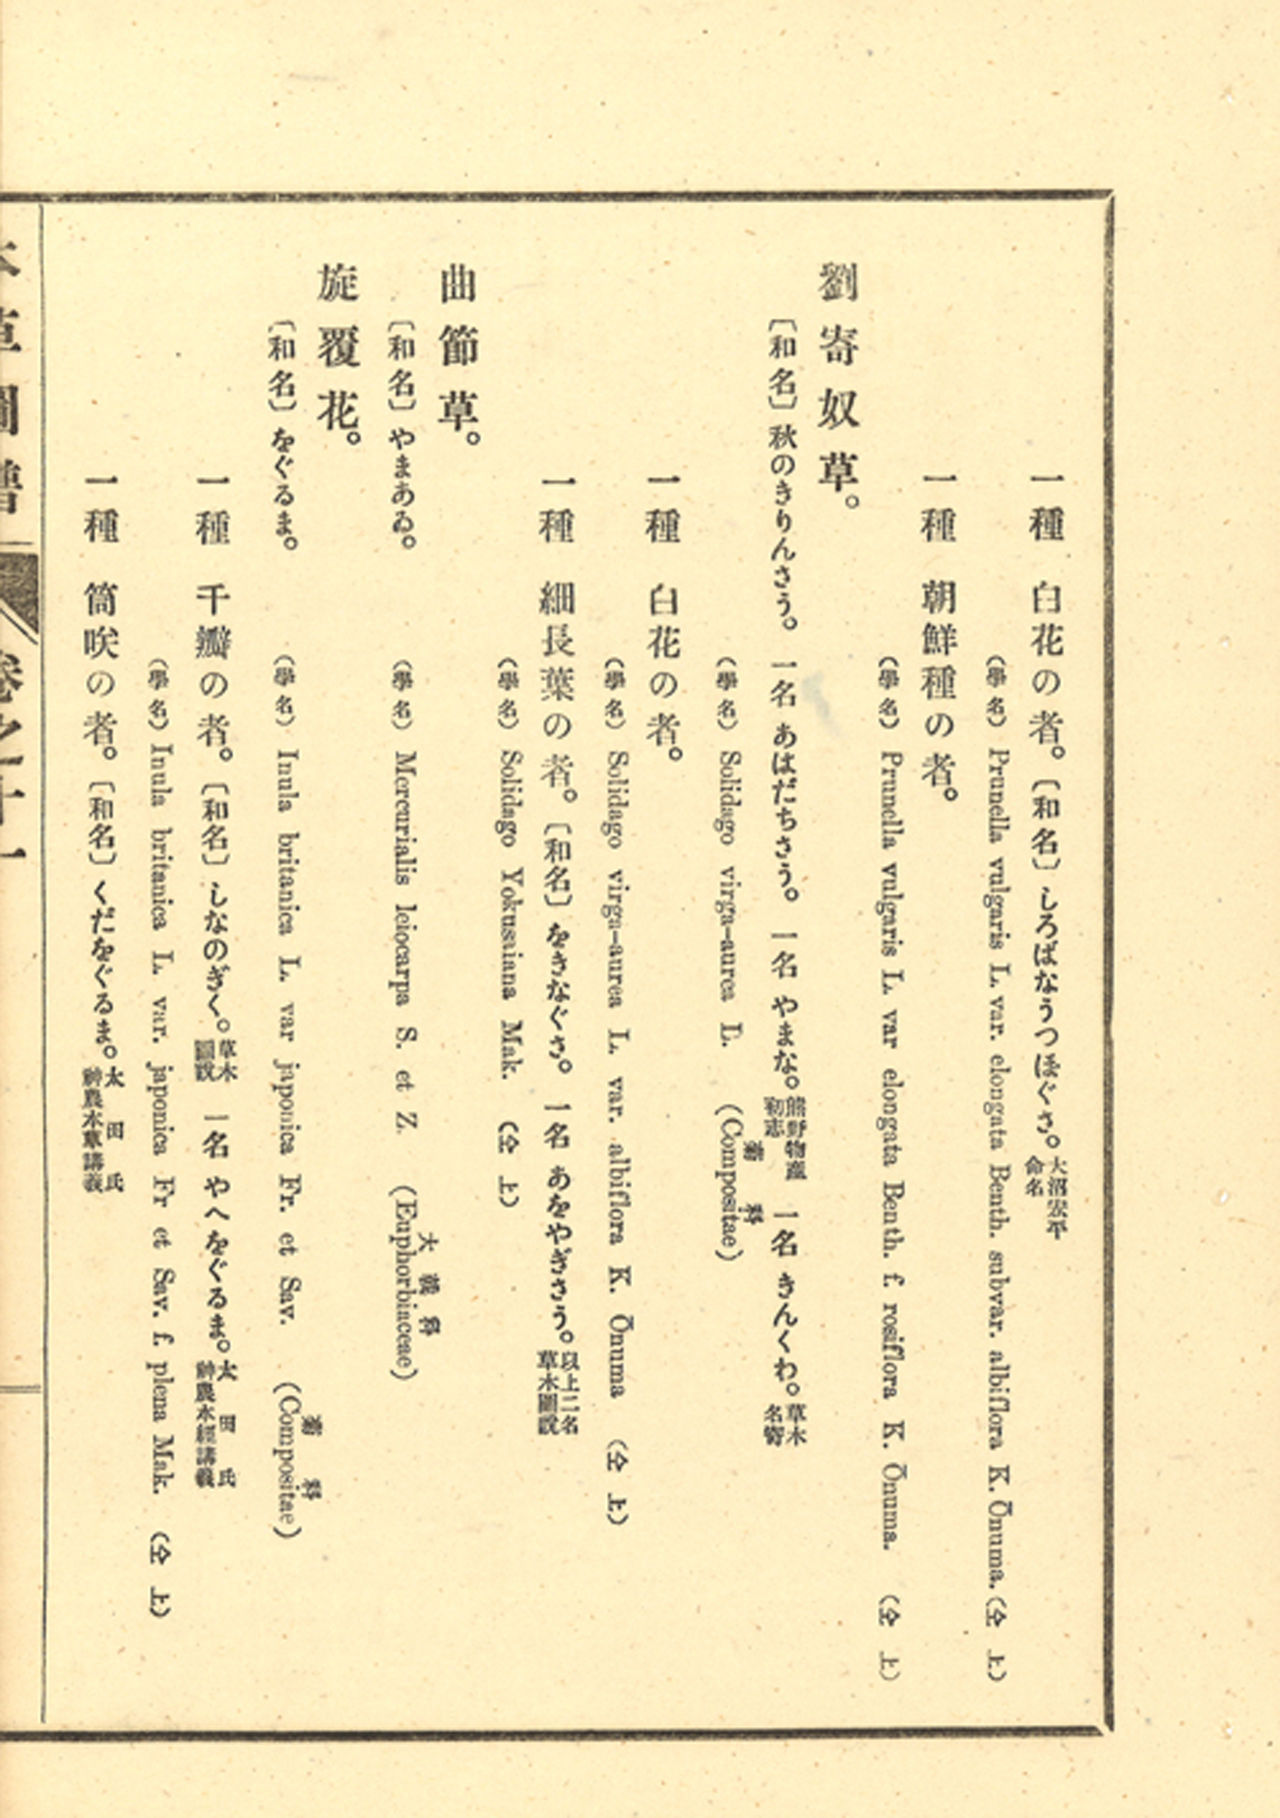 一種 白花の者。〔和名〕しろばなうつぼぐさ。大沼宏平命名
(學名) Prunella vulgaris L. var. elongata Benth. subvar. albiflora K. Ōnuma. (仝上)
一種 朝鮮種の者。
(學名) Prunella vulgaris L. var elongata Benth. f. rosiflora K. Ōnuma. (仝上)
劉寄奴草。
〔和名〕秋のきりんさう。一名 あはだちさう。一名 やまな。熊野物產初志 一名 きんくわ。草木名彙
(學名) Solidago virga-aurea L. (Compositae) 菊科
一種 白花の者。
(學名) Solidago virga-aurea L. var. albiflora K. Ōnuma (仝上)
一種 細長葉の者。〔和名〕をきなぐさ。一名 あをやぎさう。以上二名草木圖說
(學名) Solidago Yokusaiana Mak. (仝上)
曲節草。
〔和名〕やまあゐ。
(學名) Mercurialis leiocarpa S. et Z. (Euphorbiaceae) 大戟科
旋覆花。
〔和名〕をぐるま。
(學名) Inula britanica L. var japonica Fr. et Sav. (Compositae) 菊科
一種 千瓣の者。〔和名〕しなのぎく。草木圖說 一名 やへをぐるま。太田氏神農本經講義
(學名) Inula britanica L. var. japonica Fr et Sav. f. plena Mak. (仝上)
一種 筒咲の者。〔和名〕くだをぐるま。太田氏神農本草講義
本草圖譜 卷之十一